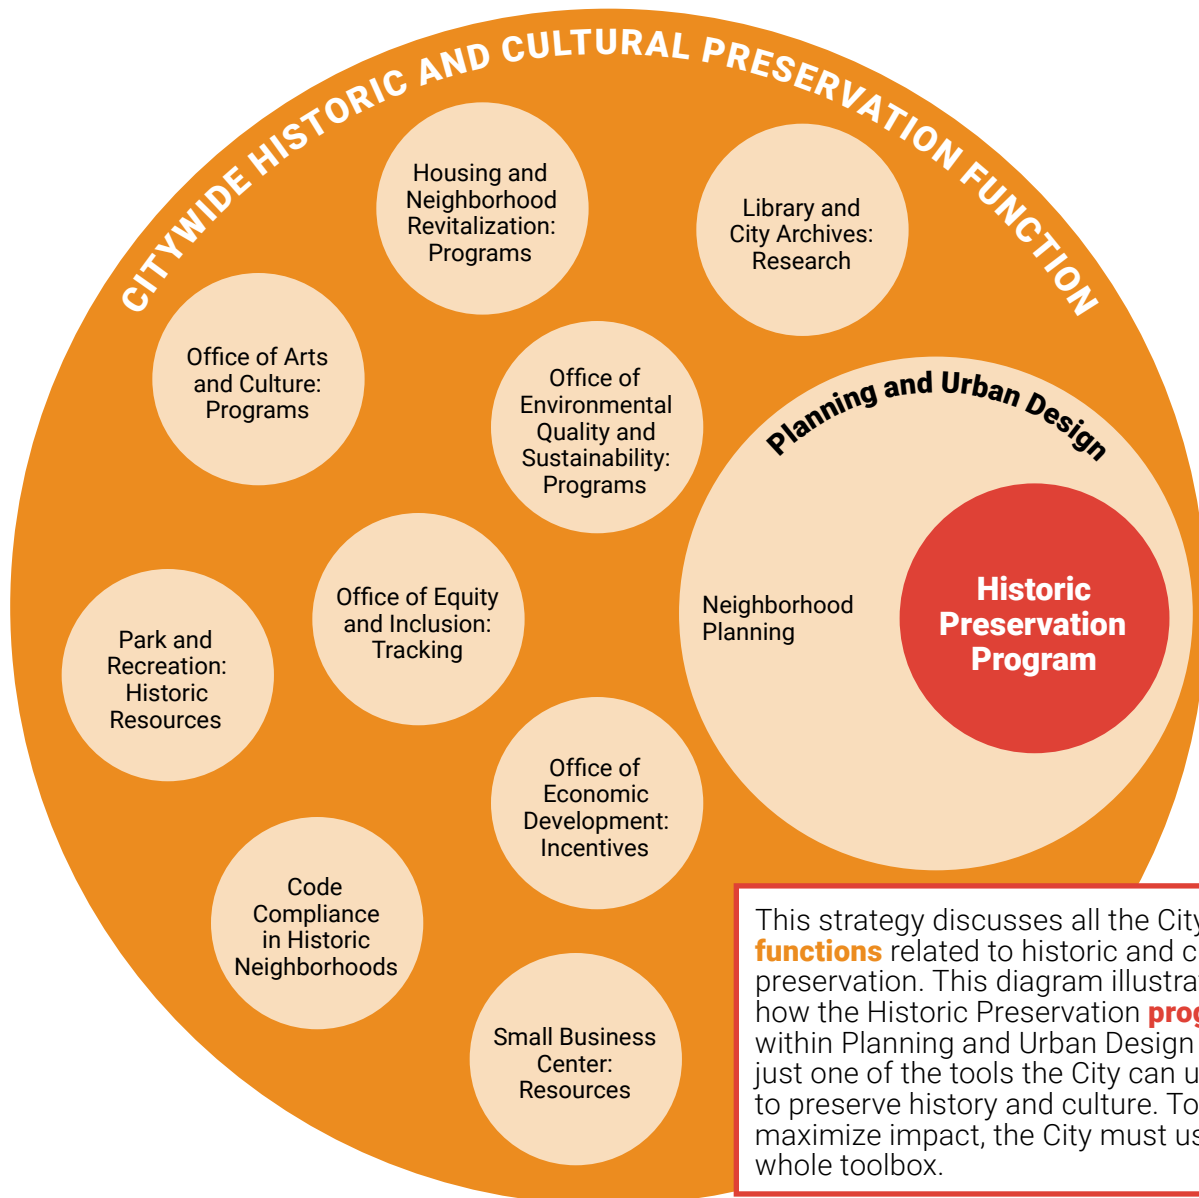 CITYWIDE HISTORIC AND CULTURAL PRESERVATION FUNCTION
Housing and
Neighborhood
Revitalization:
Programs
Library and
City Archives:
Research
Office of Arts
and Culture:
Programs
Office of
Environmental
Quality and
Sustainability:
Programs
Planning and Urban Design
Neighborhood
Planning
Historic
Preservation
Program
Office of Equity
and Inclusion:
Tracking
Park and
Recreation:
Historic
Resources
Office of
Economic
Development:
Incentives
Code
Compliance
in Historic
Neighborhoods
Small Business
Center:
Resources
This strategy discusses all the City
functions related to historic and
preservation. This diagram
how the Historic Preservation
within Planning and Urban Design
just one of the tools the City can
to preserve history and culture. To
maximize impact, the City must
whole toolbox.